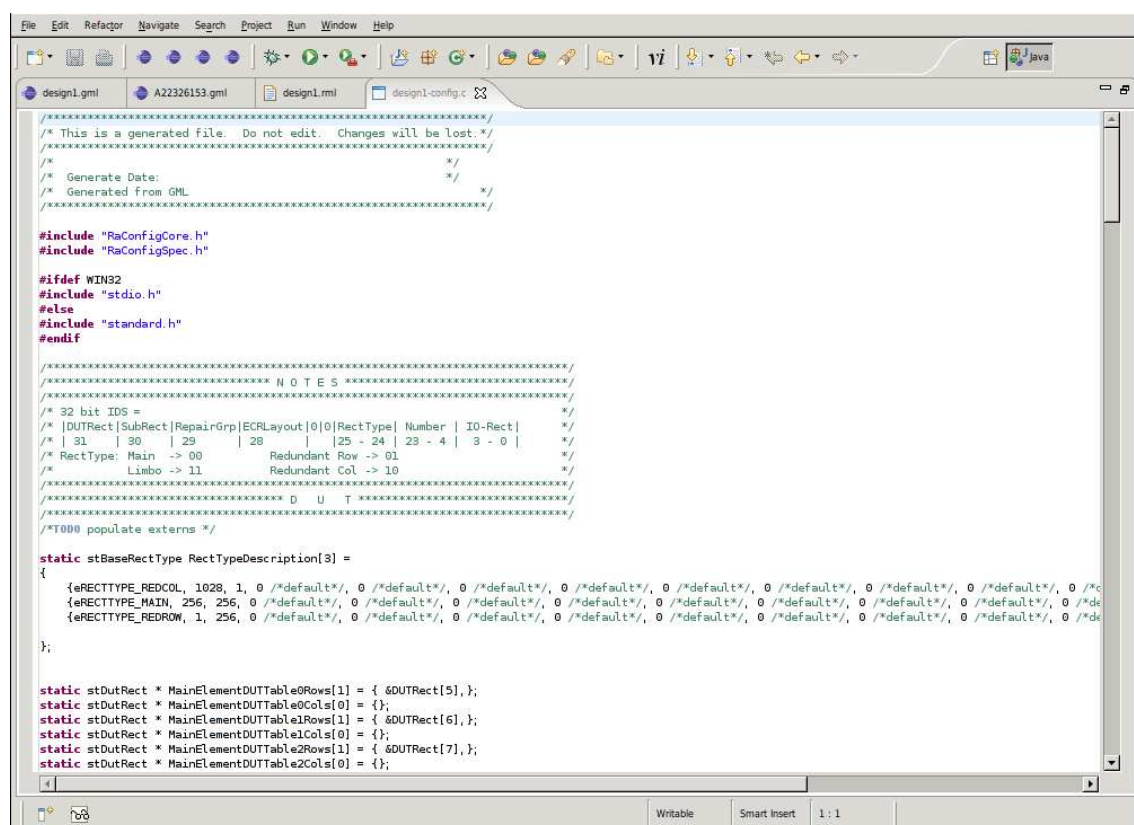 File Edit Refactor Navigate Search Project Run Window Help
vi Java
design1.gml A22326153.gml design1.rml design1-config.c
/*****************************************************************/
/* This is a generated file.  Do not edit.  Changes will be lost.*/
/*****************************************************************/
/*                                                          */
/*  Generate Date:                                          */
/*  Generated from GML                                           */
/*****************************************************************/
#include "RaConfigCore.h"
#include "RaConfigSpec.h"
#ifdef WIN32
#include "stdio.h"
#else
#include "standard.h"
#endif
/*****************************************************************************/
/********************************* N O T E S *********************************/
/*****************************************************************************/
/* 32 bit IDS =                                                              */
/* |DUTRect|SubRect|RepairGrp|ECRLayout|0|0|RectType| Number | IO-Rect|      */
/* | 31    | 30    | 29      | 28      |   |25 - 24 | 23 - 4 |  3 - 0 |      */
/* RectType: Main  -> 00          Redundant Row -> 01                        */
/*           Limbo -> 11          Redundant Col -> 10                        */
/*****************************************************************************/
/*********************************** D   U   T *******************************/
/*****************************************************************************/
/*TODO populate externs */
static stBaseRectType RectTypeDescription[3] =
{
{eRECTTYPE_REDCOL, 1028, 1, 0 /*default*/, 0 /*default*/, 0 /*default*/, 0 /*default*/, 0 /*default*/, 0 /*default*/, 0 /*default*/, 0 /*default*/, 0 /*d
{eRECTTYPE_MAIN, 256, 256, 0 /*default*/, 0 /*default*/, 0 /*default*/, 0 /*default*/, 0 /*default*/, 0 /*default*/, 0 /*default*/, 0 /*default*/, 0 /*de
{eRECTTYPE_REDROW, 1, 256, 0 /*default*/, 0 /*default*/, 0 /*default*/, 0 /*default*/, 0 /*default*/, 0 /*default*/, 0 /*default*/, 0 /*default*/, 0 /*de
};
static stDutRect * MainElementDUTTable0Rows[1] = { &DUTRect[5],};
static stDutRect * MainElementDUTTable0Cols[0] = {};
static stDutRect * MainElementDUTTable1Rows[1] = { &DUTRect[6],};
static stDutRect * MainElementDUTTable1Cols[0] = {};
static stDutRect * MainElementDUTTable2Rows[1] = { &DUTRect[7],};
static stDutRect * MainElementDUTTable2Cols[0] = {};
Writable Smart Insert 1 : 1